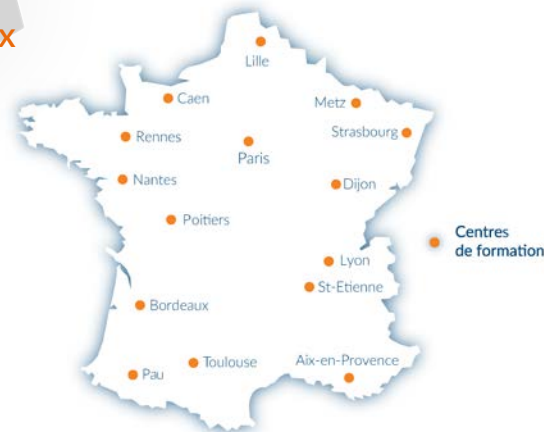 X
Lille
Caen
Metz
Strasbourg
Rennes
Paris
Nantes
Dijon
Poitiers
Centres
de formation
Lyon
St-Etienne
Bordeaux
Toulouse
Aix-en-Provence
Pau